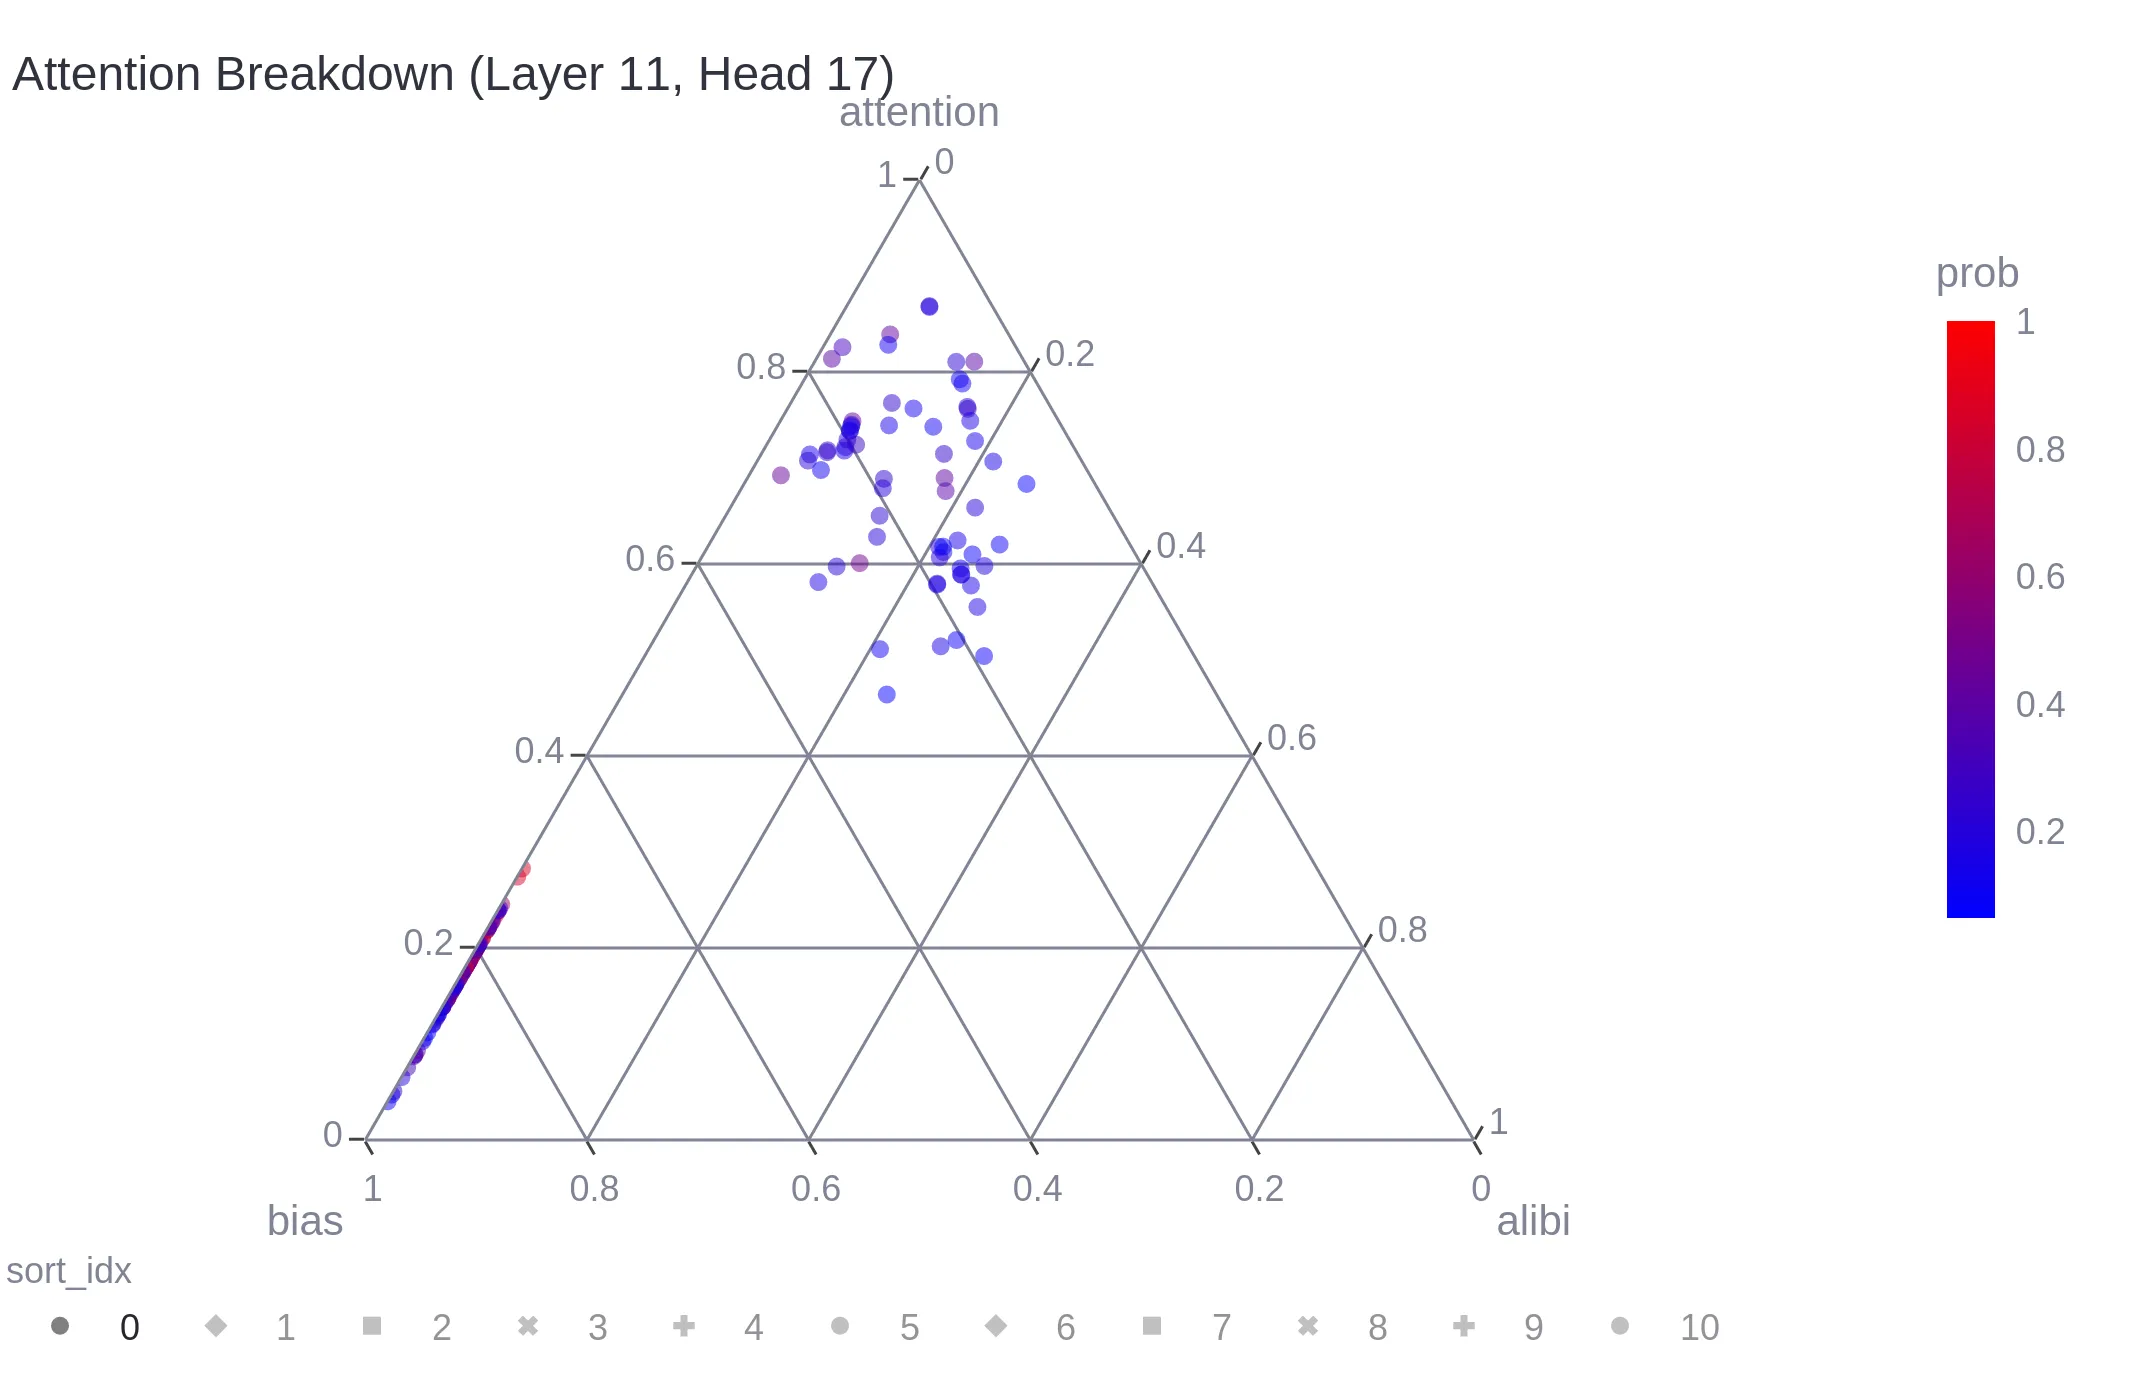 Attention Breakdown (Layer 11, Head 17)
attention
1 0
prob
1
0.8 0.2
0.8
0.6 0.4
0.6
0.4 0.6
0.4
0.2 0.8
0.2
0 1
1 0.8 0.6 0.4 0.2 0
bias alibi
sort_idx
0 1 2 3 4 5 6 7 8 9 10